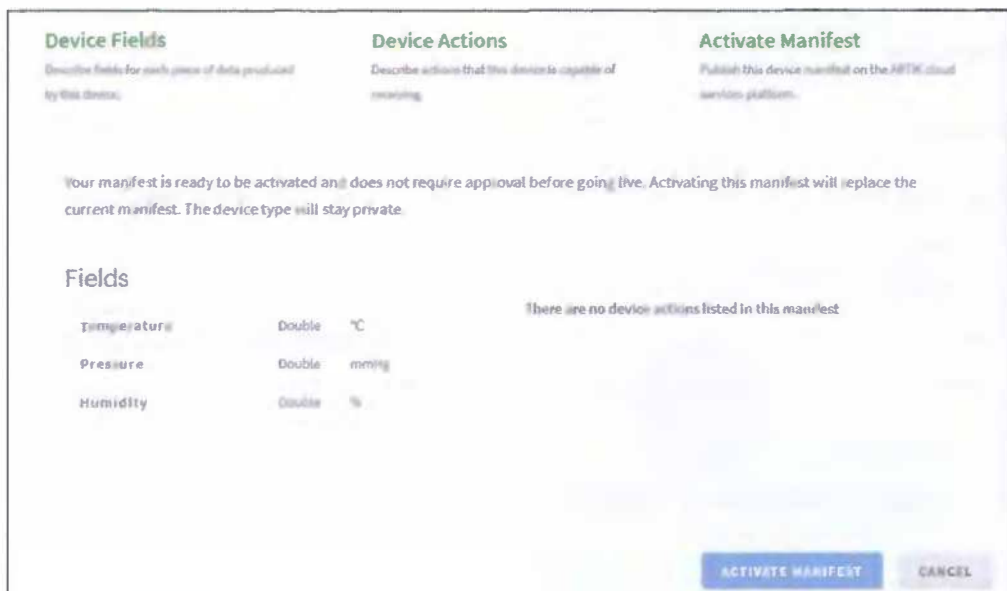 Device Fields
Describe fields for each piece of data produced
by this device.
Device Actions
Describe actions that this device is capable of
receiving
Activate Manifest
Publish this device manifest on the ARTIK cloud
services platform.
Your manifest is ready to be activated and does not require approval before going live. Activating this manifest will replace the
current manifest. The device type will stay private
Fields
There are no device actions listed in this manifest
Temperature Double °C
Pressure Double mmHg
Humidity Double %
ACTIVATE MANIFEST CANCEL